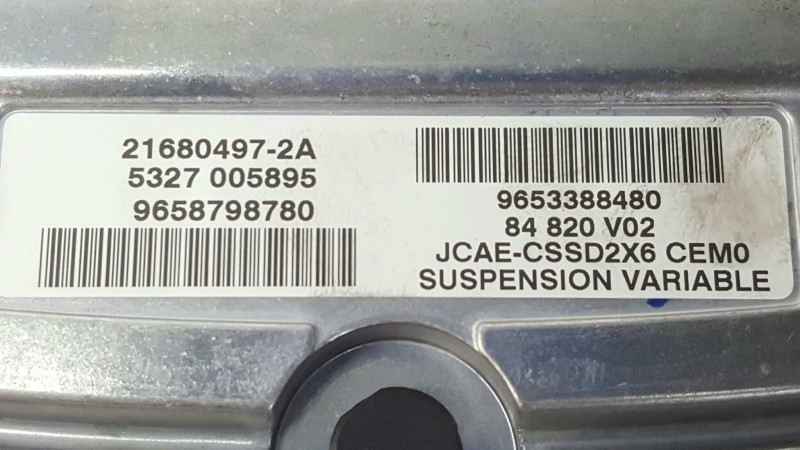 21680497-2A
5327 005895
9658798780
9653388480
84 820 V02
JCAE-CSSD2X6 CEM0
SUSPENSION VARIABLE